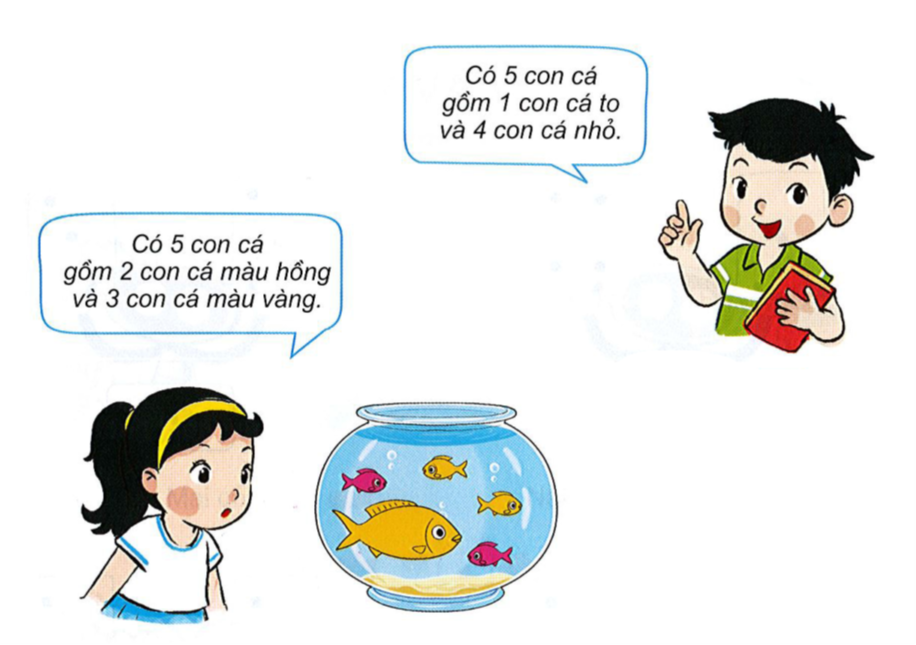 Có 5 con cá
gồm 1 con cá to
và 4 con cá nhỏ.
Có 5 con cá
gồm 2 con cá màu hồng
và 3 con cá màu vàng.